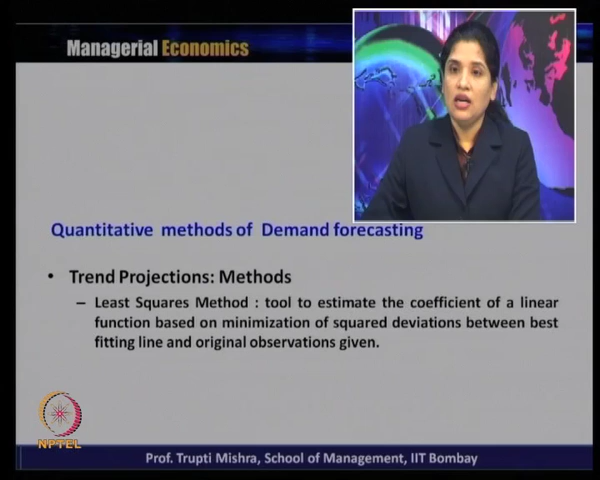 Managerial Economics
Quantitative methods of Demand forecasting
• Trend Projections: Methods
– Least Squares Method : tool to estimate the coefficient of a linear
function based on minimization of squared deviations between best
fitting line and original observations given.
NPTEL
Prof. Trupti Mishra, School of Management, IIT Bombay